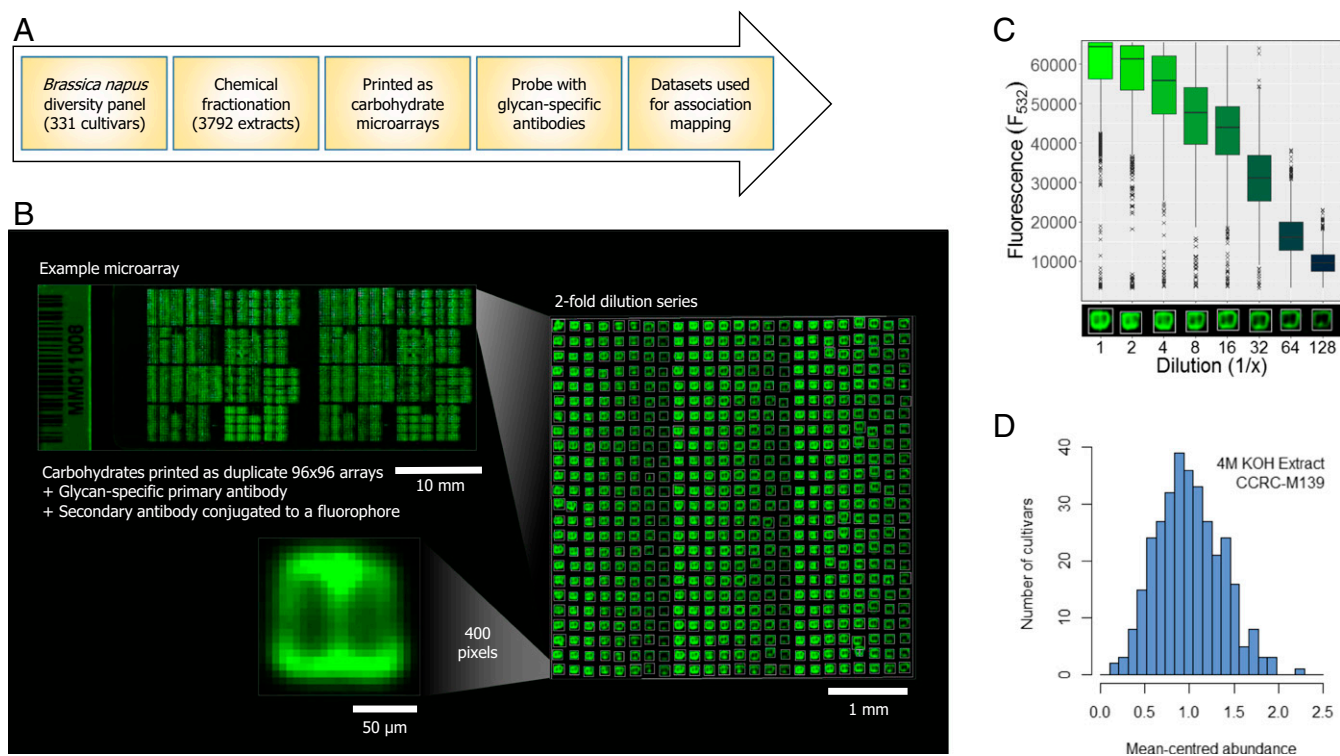 A
Brassica napus
diversity panel
(331 cultivars)
Chemical
fractionation
(3792 extracts)
Printed as
carbohydrate
microarrays
Probe with
glycan-specific
antibodies
Datasets used
for association
mapping
B
Example microarray
MM011008
2-fold dilution series
Carbohydrates printed as duplicate 96x96 arrays
+ Glycan-specific primary antibody
+ Secondary antibody conjugated to a fluorophore
10 mm
400
pixels
50 µm
1 mm
C
Fluorescence (F532)
60000
50000
40000
30000
20000
10000
1 2 4 8 16 32 64 128
Dilution (1/x)
D
4M KOH Extract
CCRC-M139
Number of cultivars
40
30
20
10
0
0.0 0.5 1.0 1.5 2.0 2.5
Mean-centred abundance